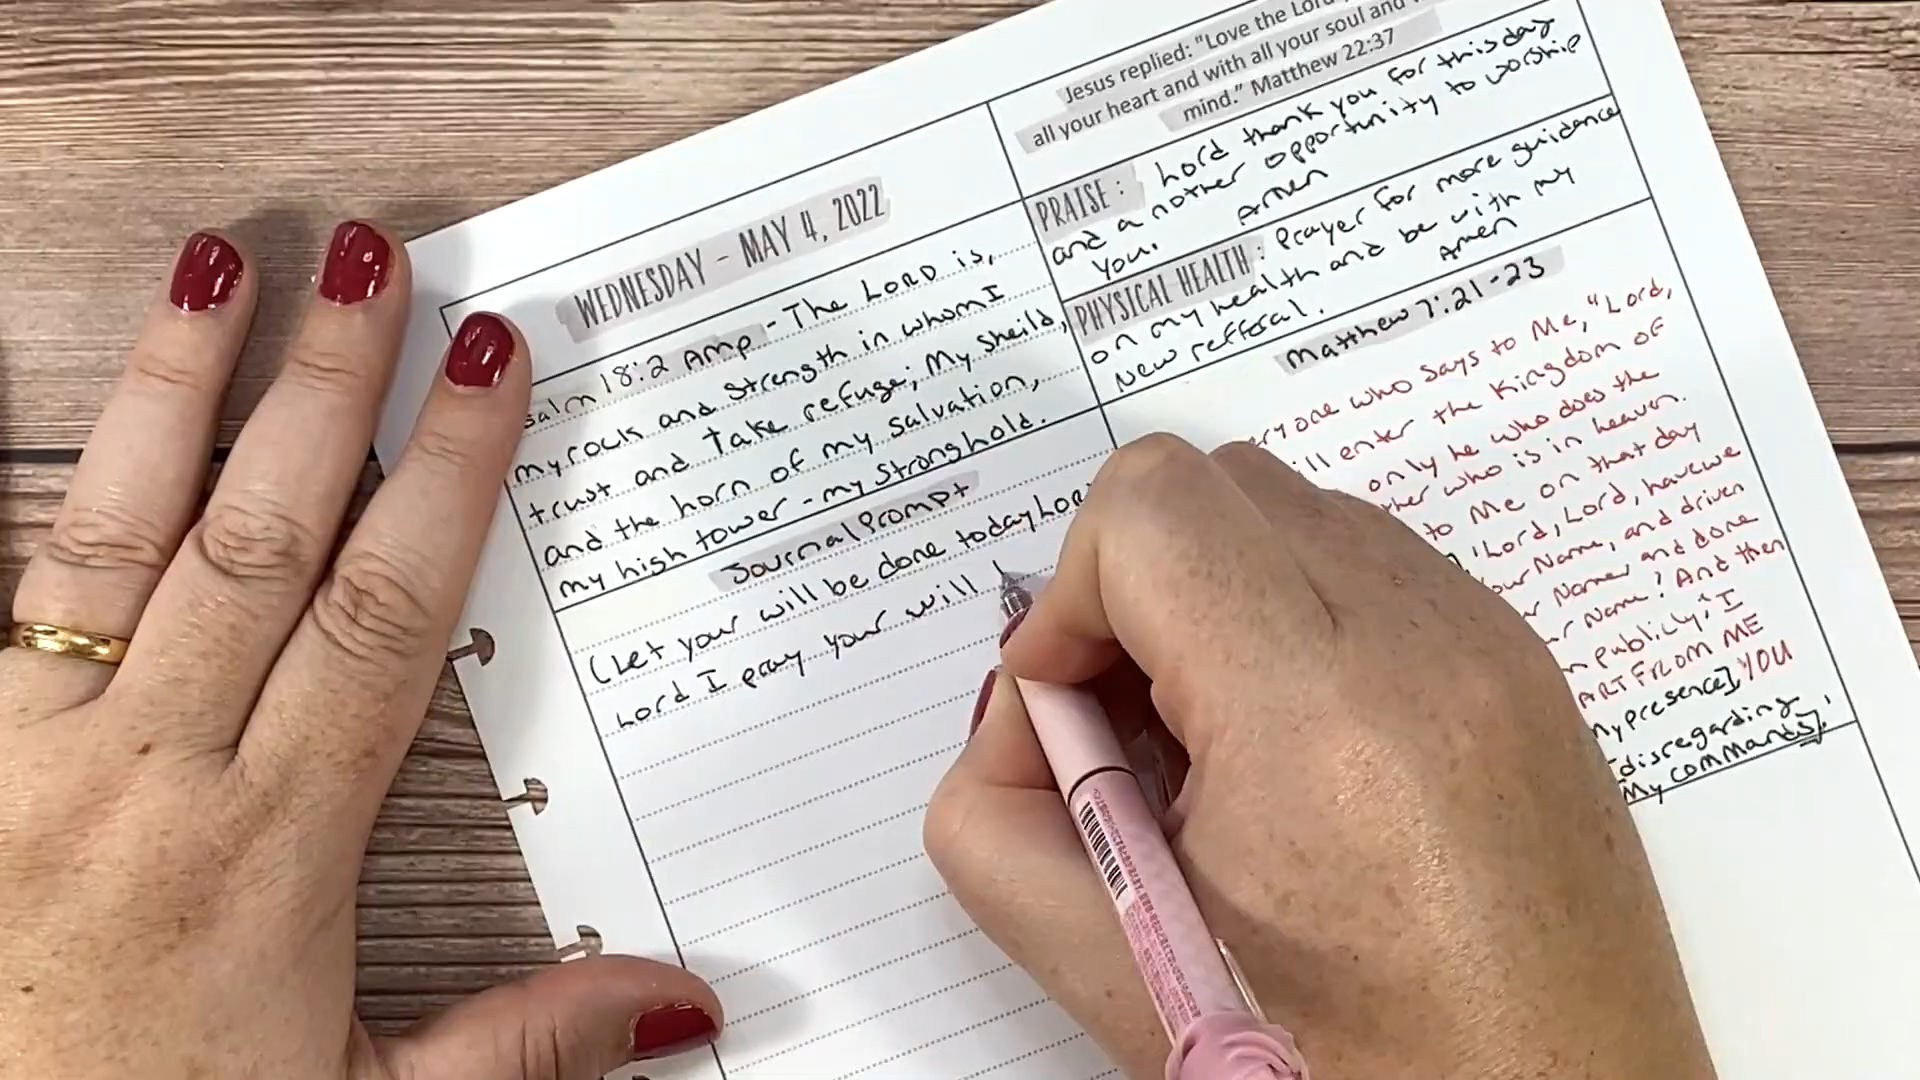 WEDNESDAY - MAY 4, 2022
salm 18:2 AMP - The LORD is,
my rock and strength in whom I
trust and Take refuge; My sheild,
and the horn of my salvation,
my high tower - my stronghold.
Journal Prompt
(Let your will be done today Lor
Lord I pray your will
Jesus replied: "Love the Lord
all your heart and with all your soul and
mind." Matthew 22:37
PRAISE : Lord thank you for this day
and another opportunity to worship
you. Amen
PHYSICAL HEALTH : Prayer for more guidance
on my health and be with my
New refferal. Amen
Matthew 7:21-23
ryone who says to Me, "Lord,
ill enter the Kingdom of
only he who does the
ther who is in heaven.
to Me on that day
'Lord, Lord, have we
our Name, and driven
r Names and done
r Name? And then
m publicly, I
ART FROM ME
my presence], YOU
disregarding
My commands].'